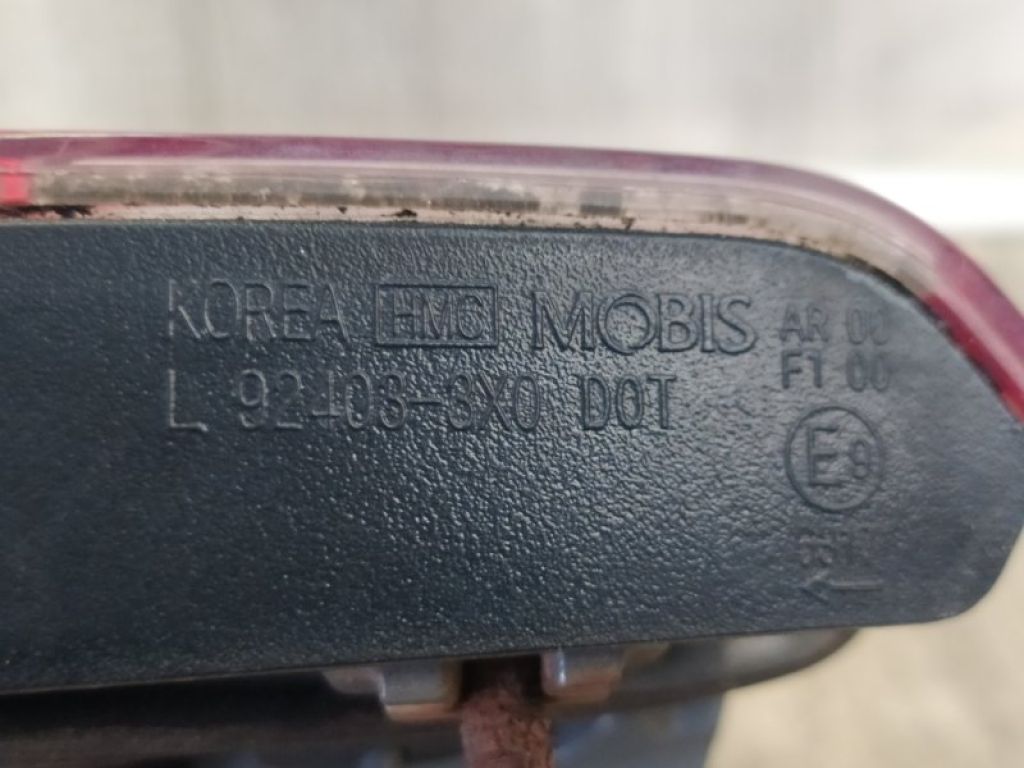 KOREA HMC MOBIS AR 00
F1 00
L 92403-3X0 DOT
E9